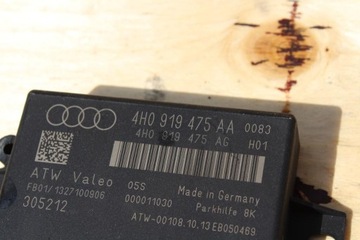 4H0 919 475 AA 0083
4H0 919 475 AG H01
ATW Valeo 05S Made in Germany
FB01/1327100906 000011030 Parkhilfe 8K
305212 ATW-00108.10.13E8050469